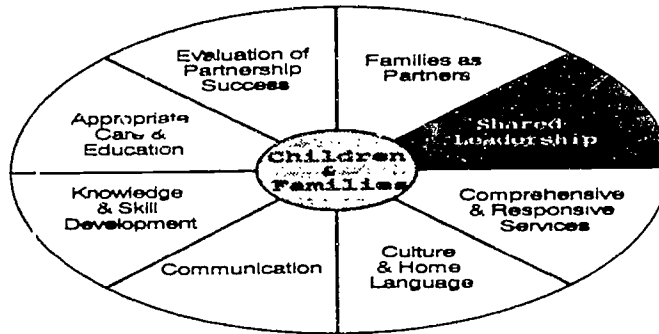 Evaluation of
Partnership
Success
Families as
Partners
Shared
Leadership
Comprehensive
& Responsive
Services
Culture
& Home
Language
Communication
Knowledge
& Skill
Development
Appropriate
Care &
Education
Children
&
Families